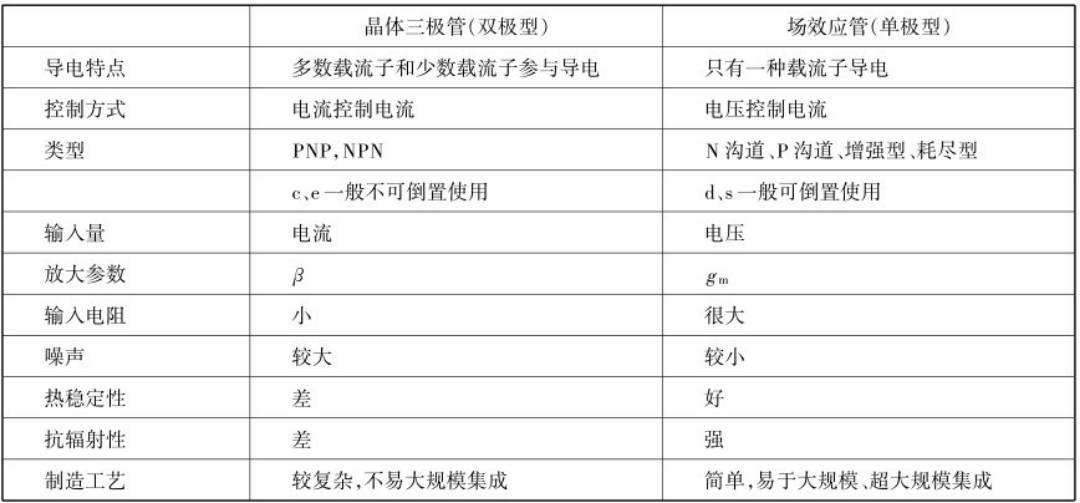 晶体三极管(双极型) 场效应管(单极型)
导电特点 多数载流子和少数载流子参与导电 只有一种载流子导电
控制方式 电流控制电流 电压控制电流
类型 PNP,NPN N 沟道、P 沟道、增强型、耗尽型
c、e 一般不可倒置使用 d、s 一般可倒置使用
输入量 电流 电压
放大参数 β gm
输入电阻 小 很大
噪声 较大 较小
热稳定性 差 好
抗辐射性 差 强
制造工艺 较复杂,不易大规模集成 简单,易于大规模、超大规模集成